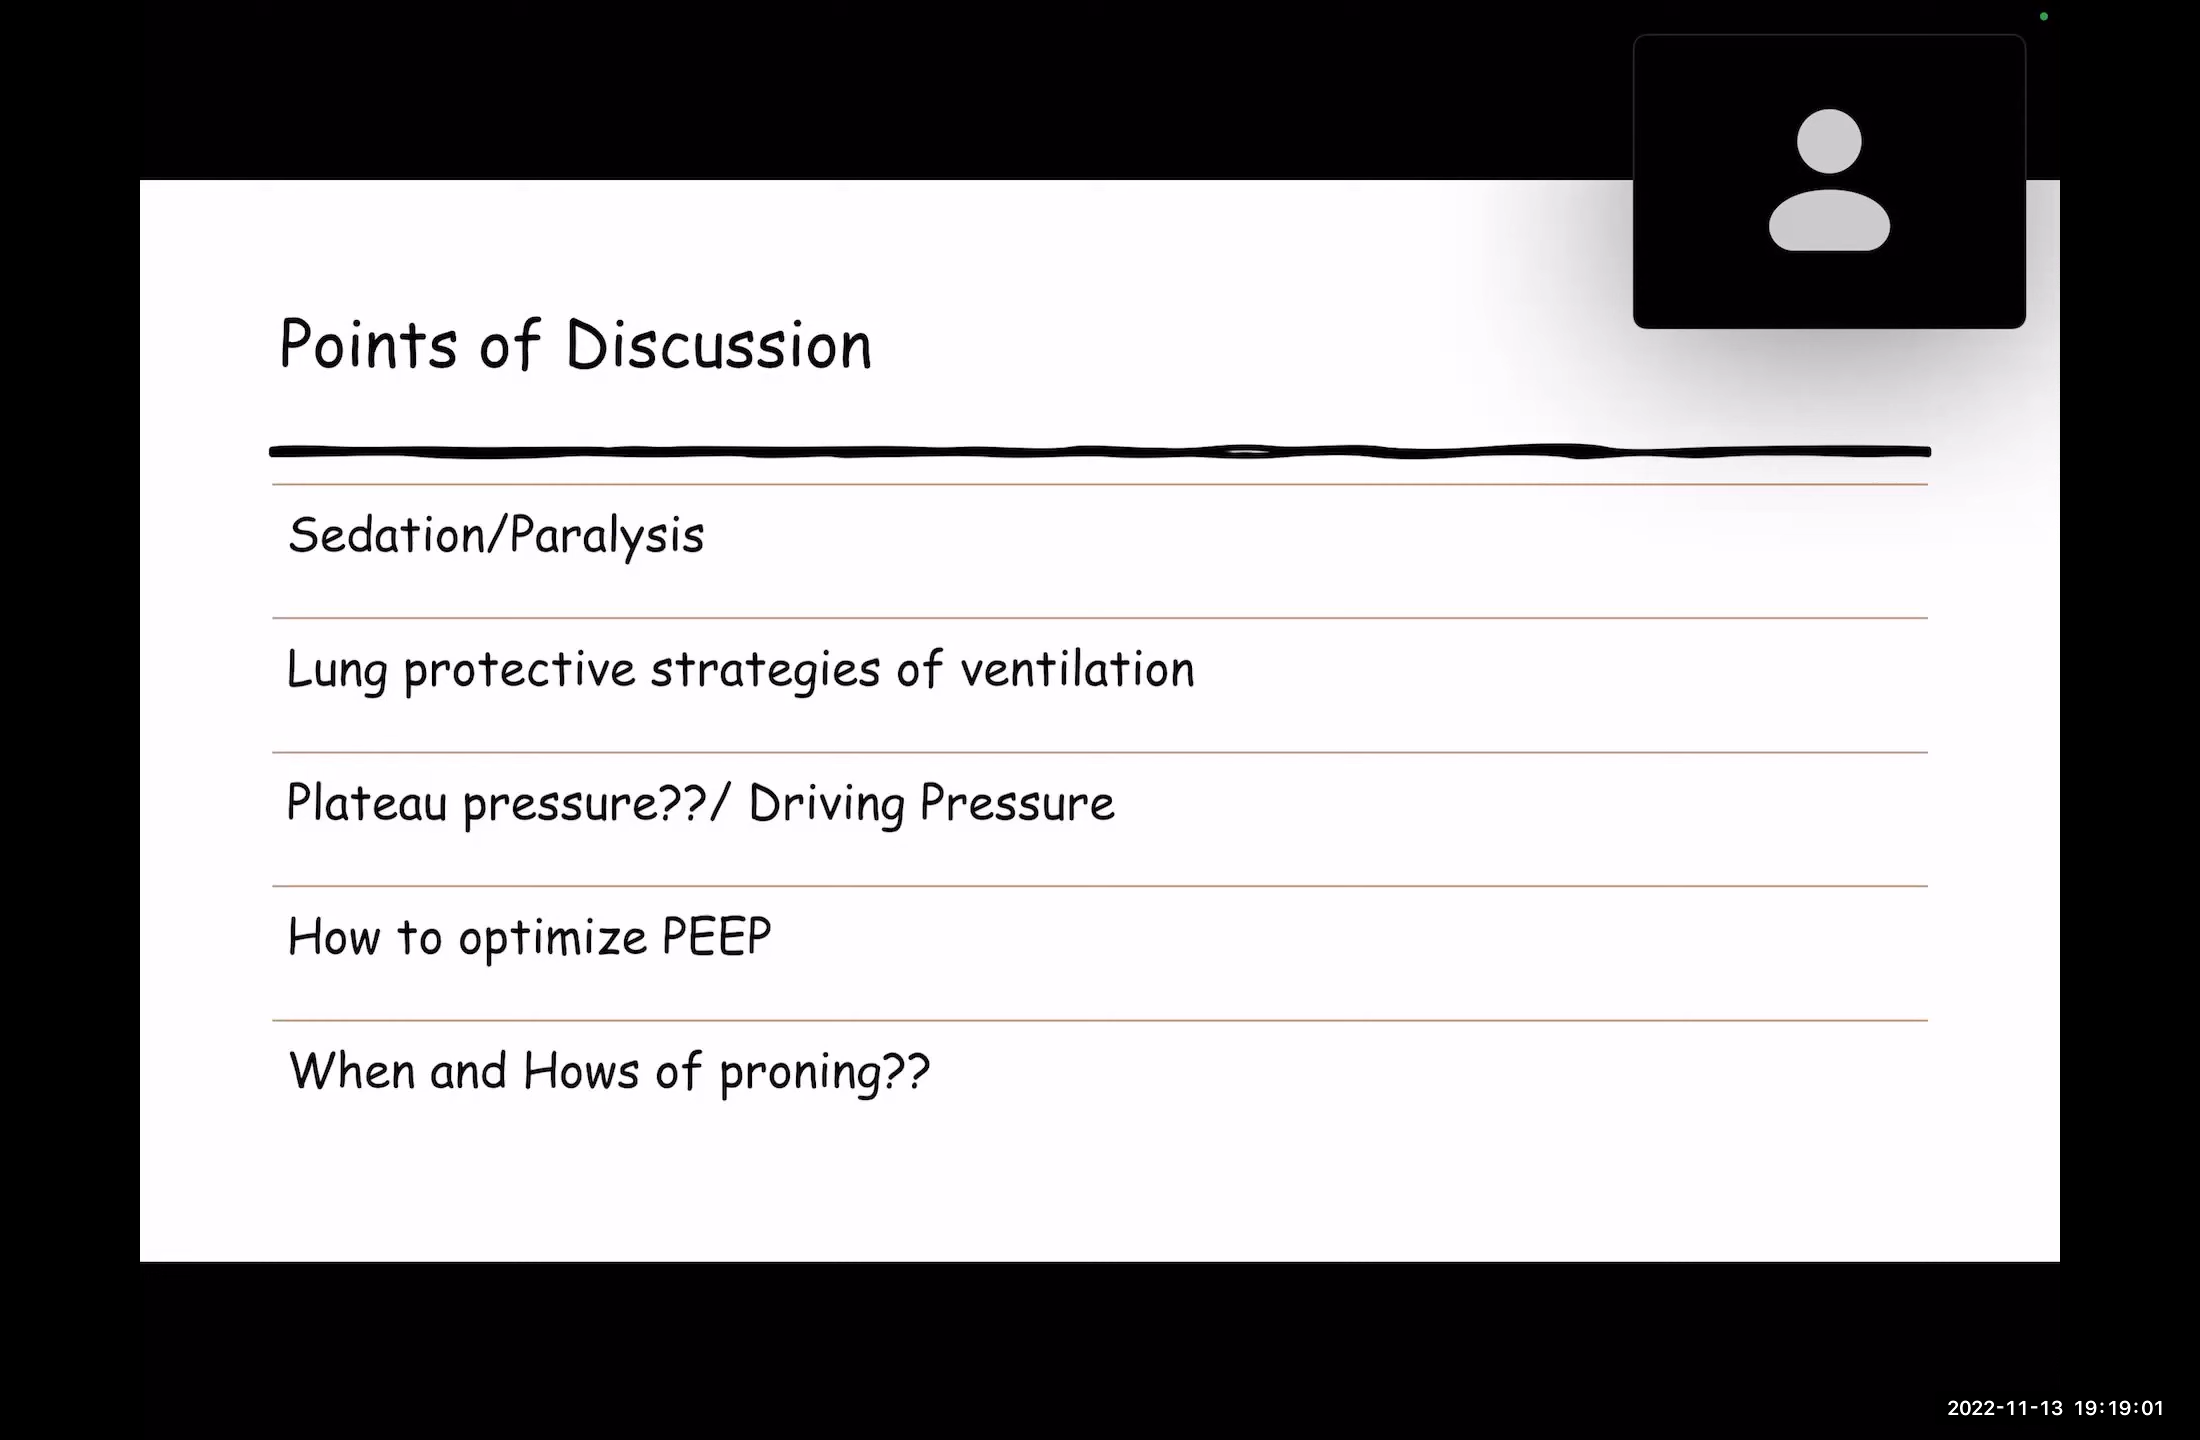 Points of Discussion
Sedation/Paralysis
Lung protective strategies of ventilation
Plateau pressure??/ Driving Pressure
How to optimize PEEP
When and Hows of proning??
2022-11-13 19:19:01